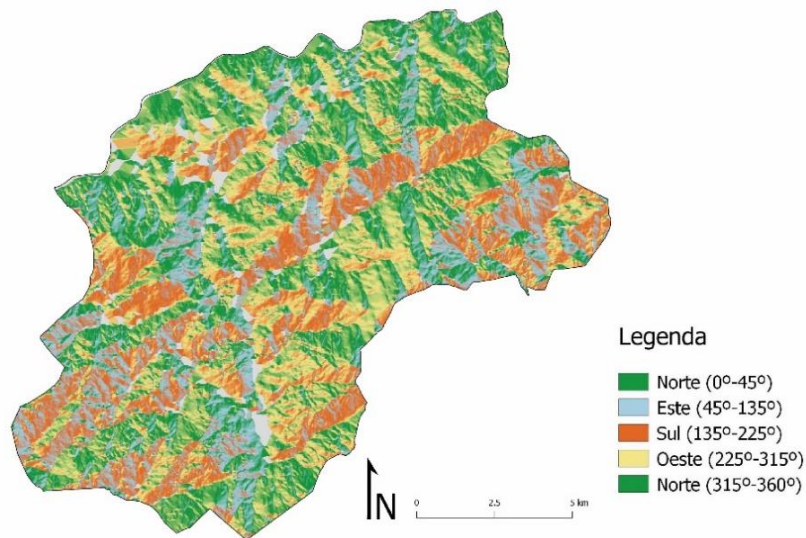 Legenda
Norte (0º-45º)
Este (45º-135º)
Sul (135º-225º)
Oeste (225º-315º)
Norte (315º-360º)
N
0 2.5 5 km